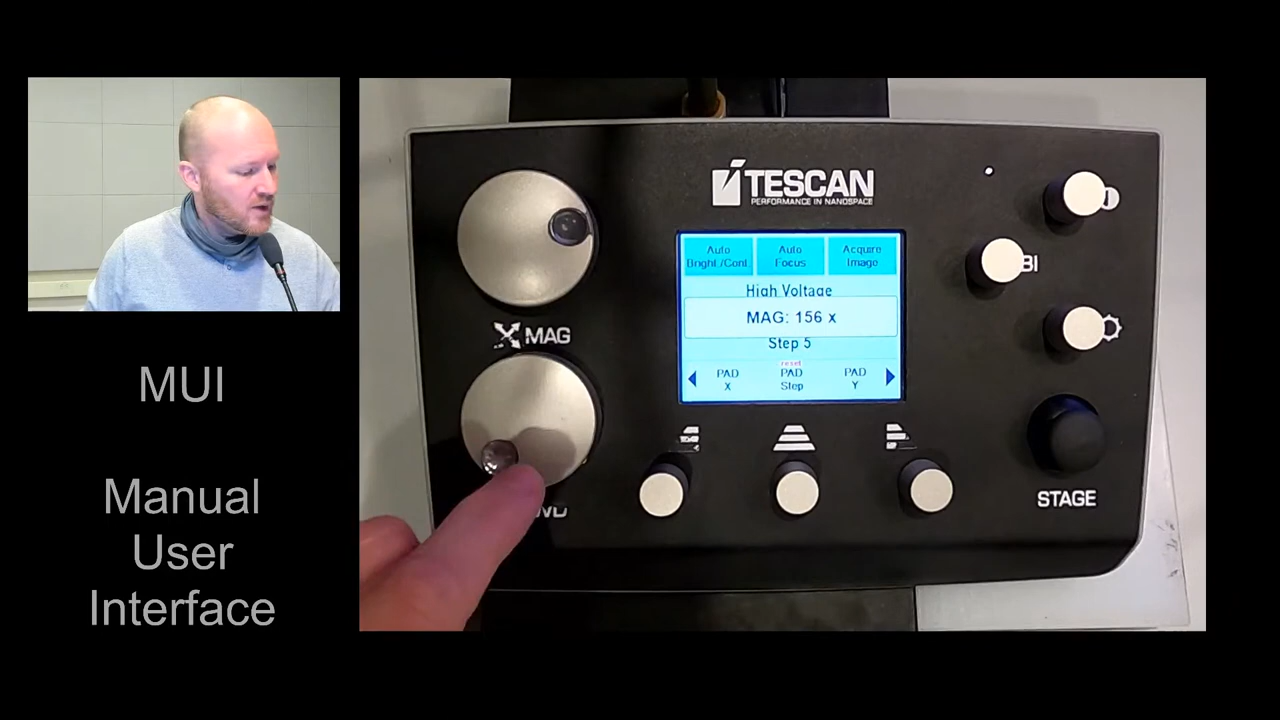 MUI
Manual
User
Interface
TESCAN
PERFORMANCE IN NANOSPACE
Auto
Bright./Cont.
Auto
Focus
Acquire
Image
High Voltage
MAG: 156 x
Step 5
PAD
X
reset
PAD
Step
PAD
Y
MAG
BI
STAGE